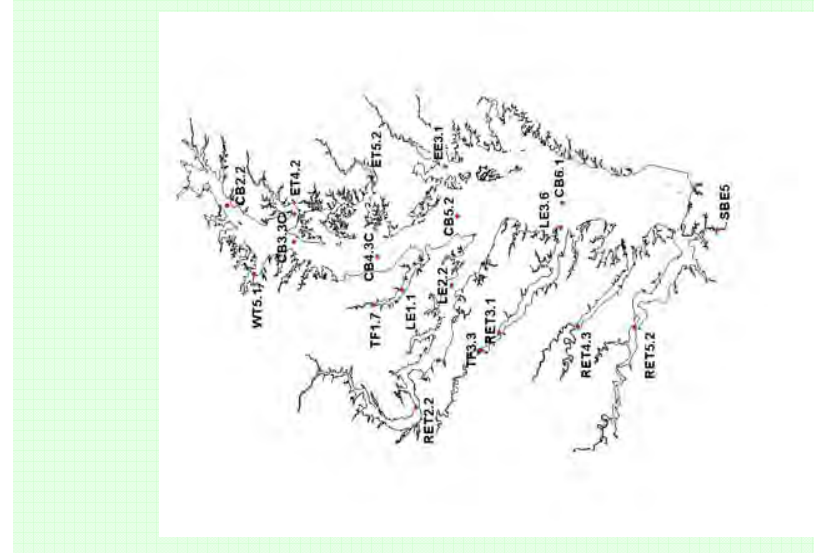 CB2.2
ET4.2
CB3.3C
WT5.1
ET5.2
EE3.1
CB4.3C
CB5.2
LE3.6
CB6.1
SBE5
TF1.7
LE1.1
LE2.2
TF3.3
RET3.1
RET2.2
RET4.3
RET5.2